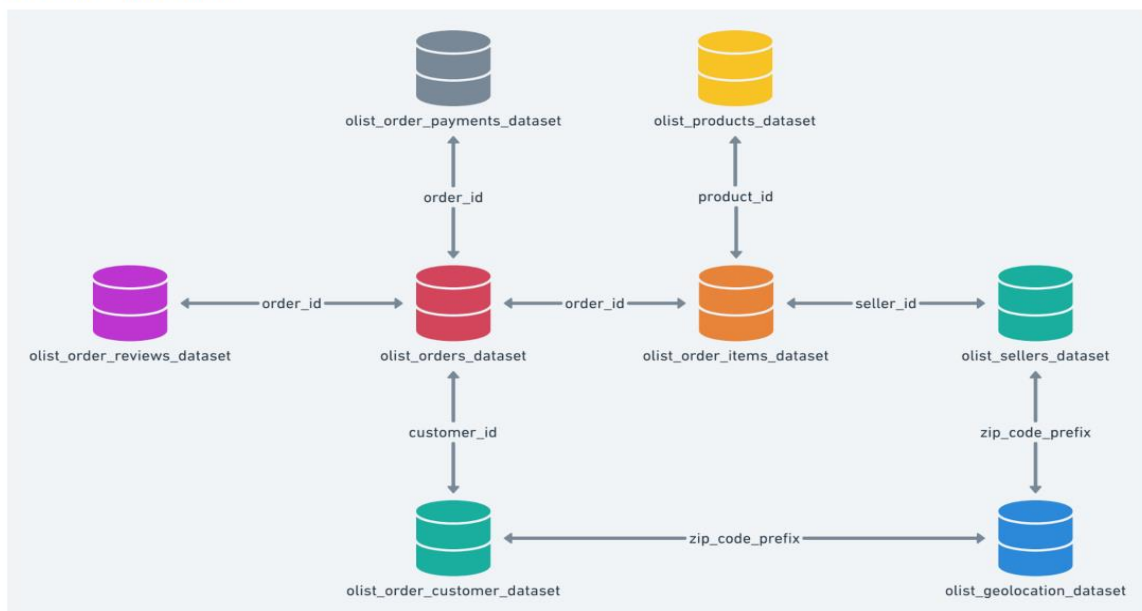 olist_order_payments_dataset
olist_products_dataset
order_id
product_id
order_id
order_id
seller_id
olist_order_reviews_dataset
olist_orders_dataset
olist_order_items_dataset
olist_sellers_dataset
customer_id
zip_code_prefix
zip_code_prefix
olist_order_customer_dataset
olist_geolocation_dataset